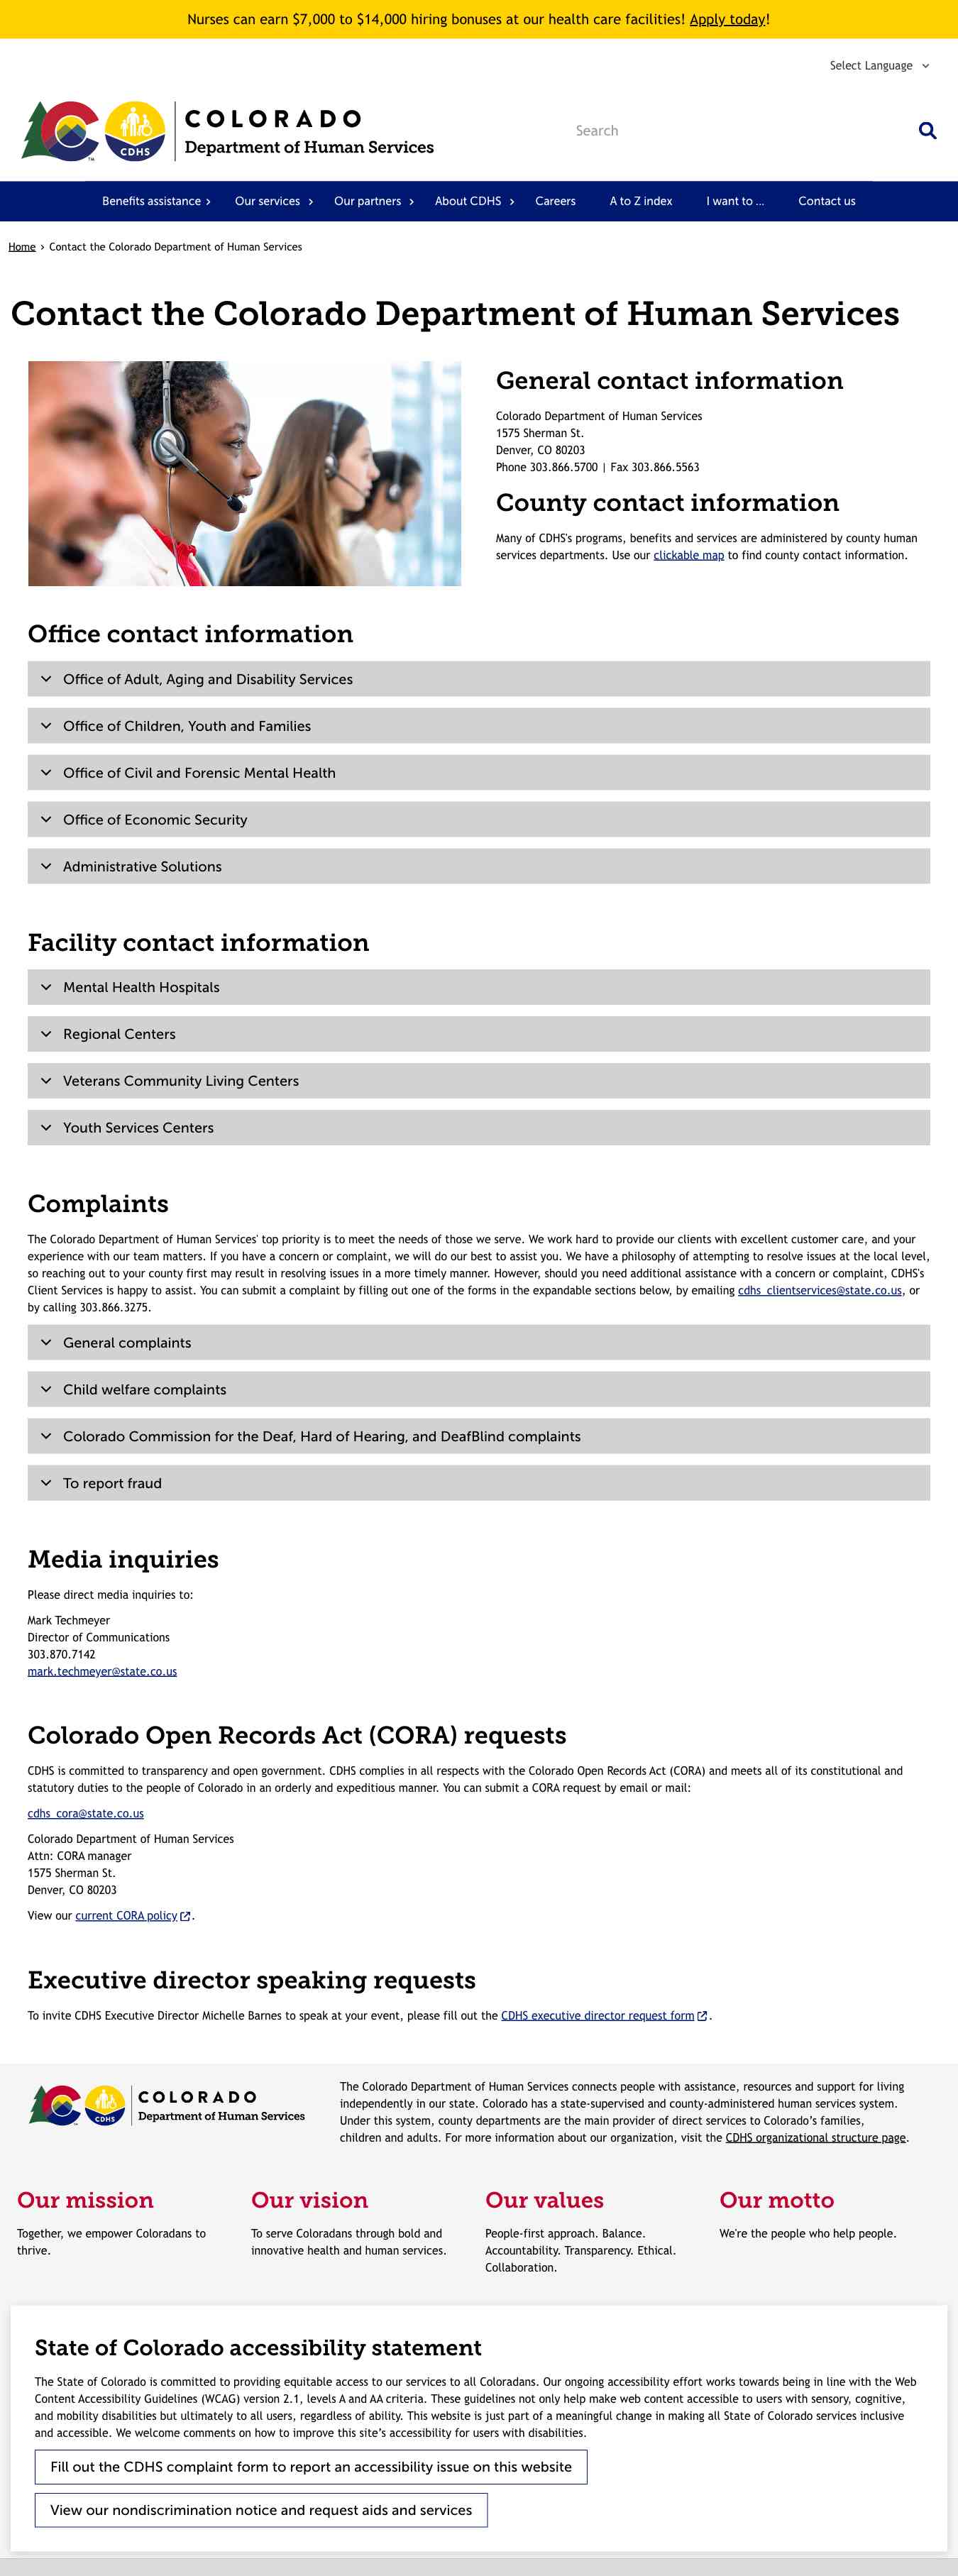 Nurses can earn $7,000 to $14,000 hiring bonuses at our health care facilities! Apply today!
Select Language
COLORADO
Department of Human Services
CDHS
TM
Search
Benefits assistance
Our services
Our partners
About CDHS
Careers
A to Z index
I want to ...
Contact us
Home › Contact the Colorado Department of Human Services
Contact the Colorado Department of Human Services
General contact information
Colorado Department of Human Services
1575 Sherman St.
Denver, CO 80203
Phone 303.866.5700 | Fax 303.866.5563
County contact information
Many of CDHS's programs, benefits and services are administered by county human
services departments. Use our clickable map to find county contact information.
Office contact information
Office of Adult, Aging and Disability Services
Office of Children, Youth and Families
Office of Civil and Forensic Mental Health
Office of Economic Security
Administrative Solutions
Facility contact information
Mental Health Hospitals
Regional Centers
Veterans Community Living Centers
Youth Services Centers
Complaints
The Colorado Department of Human Services' top priority is to meet the needs of those we serve. We work hard to provide our clients with excellent customer care, and your
experience with our team matters. If you have a concern or complaint, we will do our best to assist you. We have a philosophy of attempting to resolve issues at the local level,
so reaching out to your county first may result in resolving issues in a more timely manner. However, should you need additional assistance with a concern or complaint, CDHS's
Client Services is happy to assist. You can submit a complaint by filling out one of the forms in the expandable sections below, by emailing cdhs_clientservices@state.co.us, or
by calling 303.866.3275.
General complaints
Child welfare complaints
Colorado Commission for the Deaf, Hard of Hearing, and DeafBlind complaints
To report fraud
Media inquiries
Please direct media inquiries to:
Mark Techmeyer
Director of Communications
303.870.7142
mark.techmeyer@state.co.us
Colorado Open Records Act (CORA) requests
CDHS is committed to transparency and open government. CDHS complies in all respects with the Colorado Open Records Act (CORA) and meets all of its constitutional and
statutory duties to the people of Colorado in an orderly and expeditious manner. You can submit a CORA request by email or mail:
cdhs_cora@state.co.us
Colorado Department of Human Services
Attn: CORA manager
1575 Sherman St.
Denver, CO 80203
View our current CORA policy.
Executive director speaking requests
To invite CDHS Executive Director Michelle Barnes to speak at your event, please fill out the CDHS executive director request form.
COLORADO
Department of Human Services
CDHS
TM
The Colorado Department of Human Services connects people with assistance, resources and support for living
independently in our state. Colorado has a state-supervised and county-administered human services system.
Under this system, county departments are the main provider of direct services to Colorado’s families,
children and adults. For more information about our organization, visit the CDHS organizational structure page.
Our mission
Together, we empower Coloradans to
thrive.
Our vision
To serve Coloradans through bold and
innovative health and human services.
Our values
People-first approach. Balance.
Accountability. Transparency. Ethical.
Collaboration.
Our motto
We're the people who help people.
State of Colorado accessibility statement
The State of Colorado is committed to providing equitable access to our services to all Coloradans. Our ongoing accessibility effort works towards being in line with the Web
Content Accessibility Guidelines (WCAG) version 2.1, levels A and AA criteria. These guidelines not only help make web content accessible to users with sensory, cognitive,
and mobility disabilities but ultimately to all users, regardless of ability. This website is just part of a meaningful change in making all State of Colorado services inclusive
and accessible. We welcome comments on how to improve this site’s accessibility for users with disabilities.
Fill out the CDHS complaint form to report an accessibility issue on this website
View our nondiscrimination notice and request aids and services